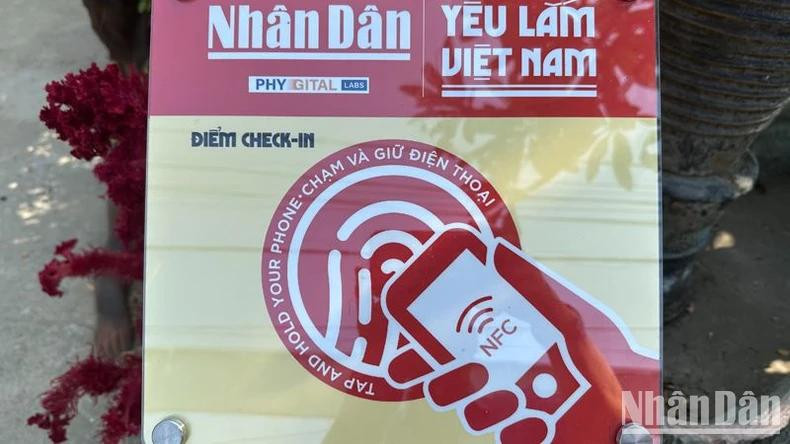 Nhân Dân
YÊU LẮM
VIỆT NAM
PHYGITAL LABS
ĐIỂM CHECK-IN
TAP AND HOLD YOUR PHONE • CHẠM VÀ GIỮ ĐIỆN THOẠI
NFC
Nhân Dân